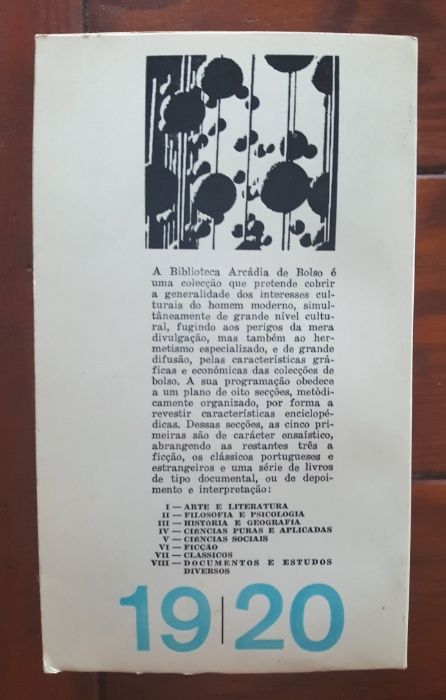 A Biblioteca Arcádia de Bolso é
uma colecção que pretende cobrir
a generalidade dos interesses cul-
turais do homem moderno, simul-
tâneamente de grande nível cultu-
ral, fugindo aos perigos da mera
divulgação, mas também ao her-
metismo especializado, e de grande
difusão, pelas características grá-
ficas e económicas das colecções de
bolso. A sua programação obedece
a um plano de oito secções, metòdi-
camente organizado, por forma a
revestir características enciclopé-
dicas. Dessas secções, as cinco pri-
meiras são de carácter ensaístico,
abrangendo as restantes três a
ficção, os clássicos portugueses e
estrangeiros e uma série de livros
de tipo documental, ou de depoi-
mento e interpretação:
I — ARTE E LITERATURA
II — FILOSOFIA E PSICOLOGIA
III — HISTÓRIA E GEOGRAFIA
IV — CIÊNCIAS PURAS E APLICADAS
V — CIÊNCIAS SOCIAIS
VI — FICÇÃO
VII — CLÁSSICOS
VIII — DOCUMENTOS E ESTUDOS
DIVERSOS
19|20